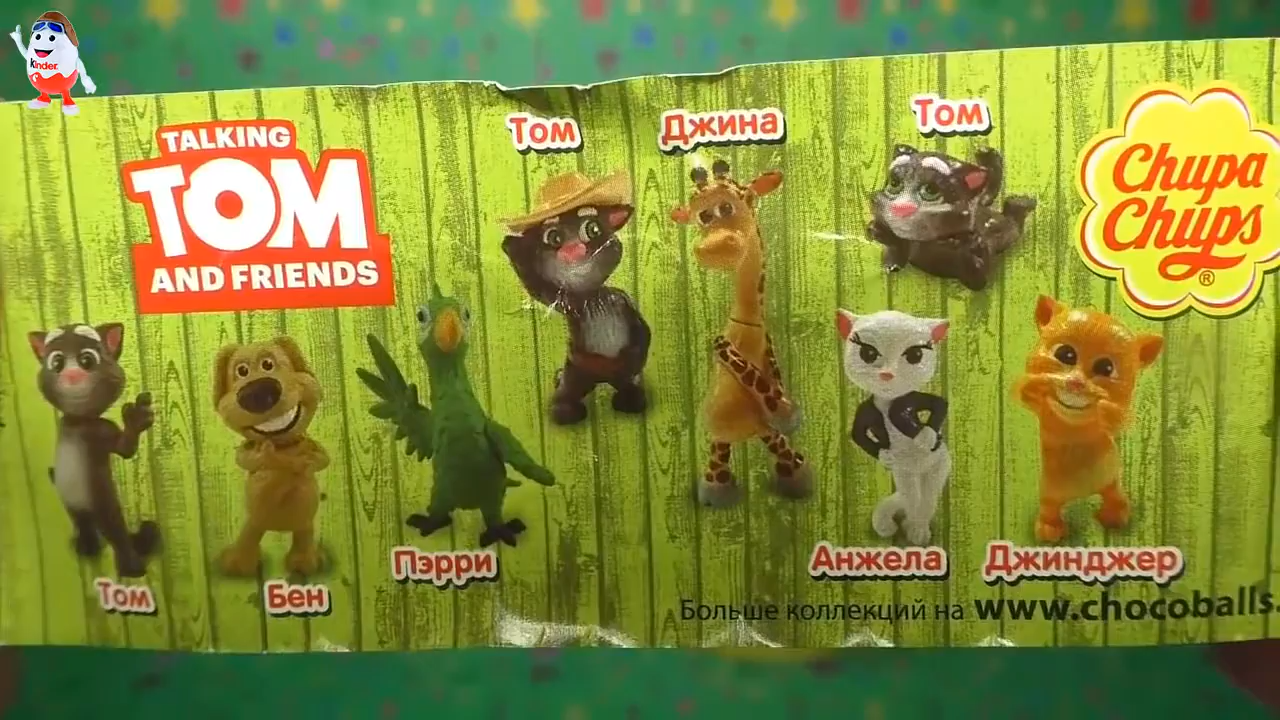 kinder
TALKING
TOM
AND FRIENDS
Том
Джина
Том
Chupa
Chups
®
Том
Бен
Пэрри
Анжела
Джинджер
Больше коллекций на www.chocoballs.